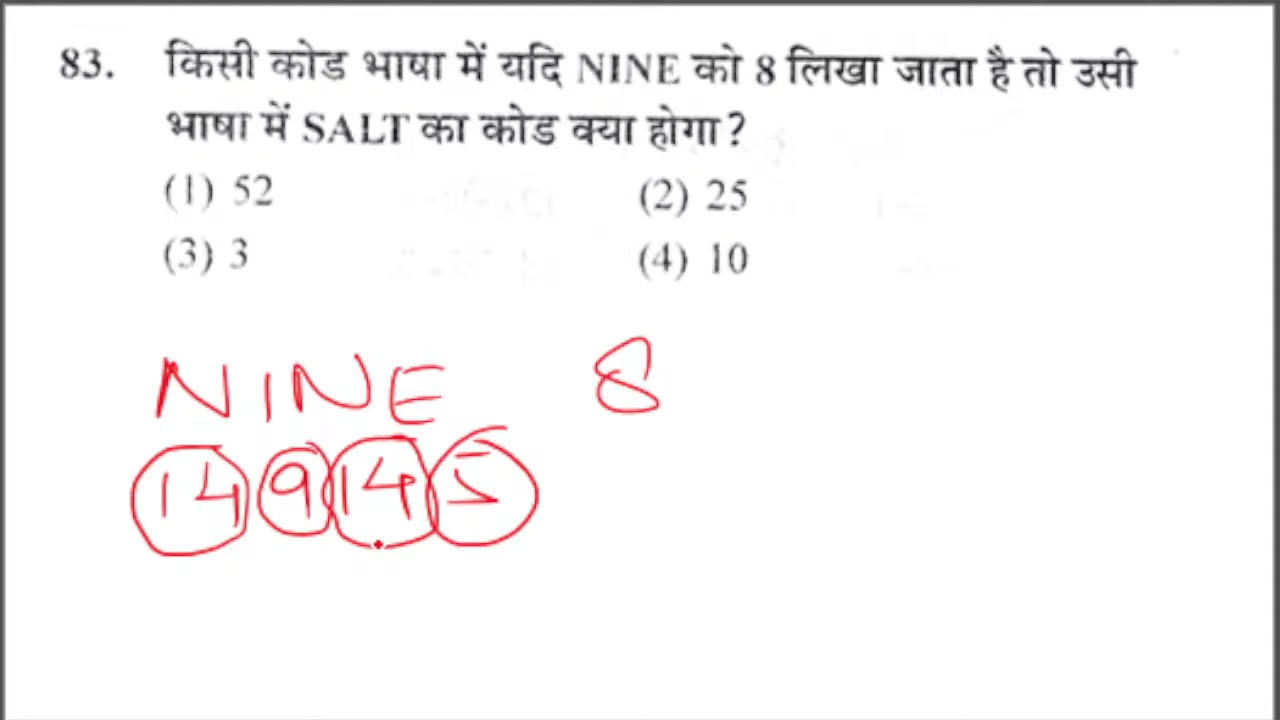 83. किसी कोड भाषा में यदि NINE को 8 लिखा जाता है तो उसी
भाषा में SALT का कोड क्या होगा?
(1) 52 (2) 25
(3) 3 (4) 10
NINE 8
14 9 14 5